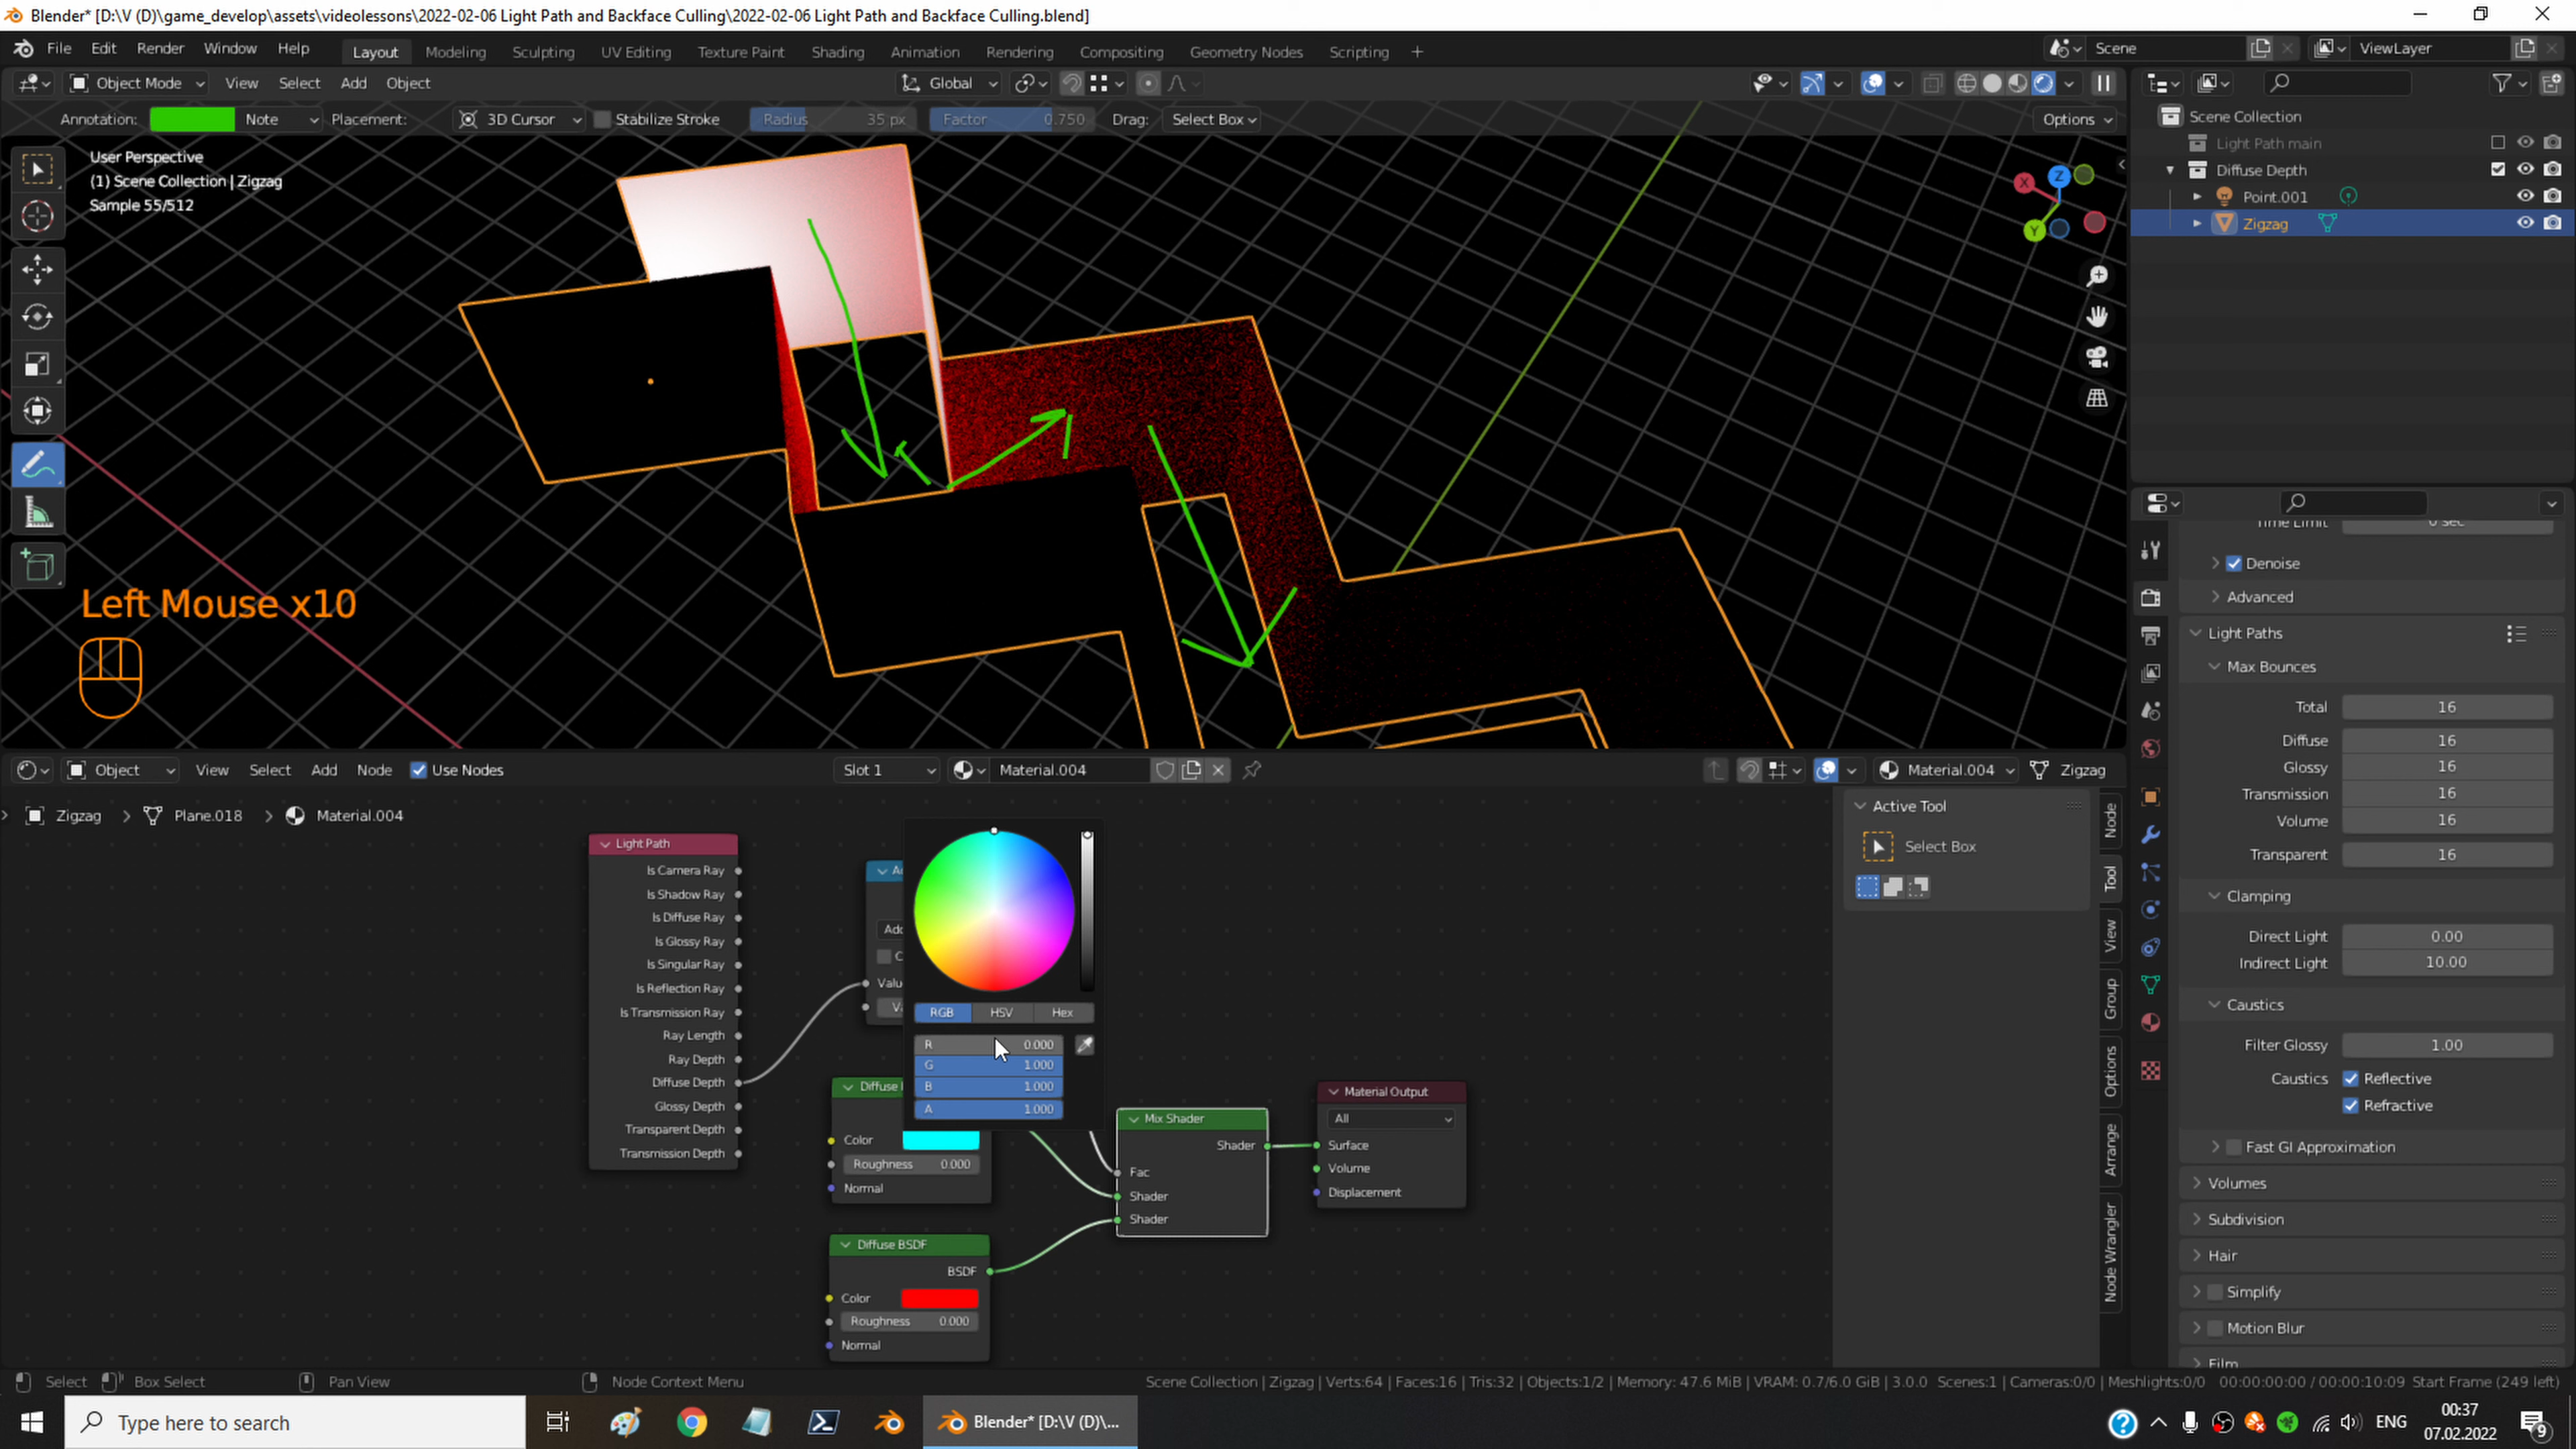 Blender* [D:\V (D)\game_develop\assets\videolessons\2022-02-06 Light Path and Backface Culling\2022-02-06 Light Path and Backface Culling.blend]
File Edit Render Window Help Layout Modeling Sculpting UV Editing Texture Paint Shading Animation Rendering Compositing Geometry Nodes Scripting + Scene ViewLayer
Object Mode View Select Add Object Global
Annotation: Note Placement: 3D Cursor Stabilize Stroke Radius 35 px Factor 0.750 Drag: Select Box Options
User Perspective
(1) Scene Collection | Zigzag
Sample 55/512
X
Z
Y
Left Mouse x10
Scene Collection
Light Path main
Diffuse Depth
Point.001
Zigzag
Time Limit 0 sec
Denoise
Advanced
Light Paths
Max Bounces
Total 16
Diffuse 16
Glossy 16
Transmission 16
Volume 16
Transparent 16
Clamping
Direct Light 0.00
Indirect Light 10.00
Caustics
Filter Glossy 1.00
Caustics Reflective
Refractive
Fast GI Approximation
Volumes
Subdivision
Hair
Simplify
Motion Blur
Film
Object View Select Add Node Use Nodes Slot 1 Material.004 Material.004 Zigzag
Zigzag > Plane.018 > Material.004
Light Path
Is Camera Ray
Is Shadow Ray
Is Diffuse Ray
Is Glossy Ray
Is Singular Ray
Is Reflection Ray
Is Transmission Ray
Ray Length
Ray Depth
Diffuse Depth
Glossy Depth
Transparent Depth
Transmission Depth
RGB HSV Hex
R 0.000
G 1.000
B 1.000
A 1.000
Diffuse
Color
Roughness 0.000
Normal
Diffuse BSDF
BSDF
Color
Roughness 0.000
Normal
Mix Shader
Shader
Fac
Shader
Shader
Material Output
All
Surface
Volume
Displacement
Active Tool
Select Box
Node
Tool
View
Group
Options
Arrange
Node Wrangler
Select Box Select Pan View Node Context Menu Scene Collection | Zigzag | Verts:64 | Faces:16 | Tris:32 | Objects:1/2 | Memory: 47.6 MiB | VRAM: 0.7/6.0 GiB | 3.0.0 Scenes:1 | Cameras:0/0 | Meshlights:0/0 00:00:00:00 / 00:00:10:09 Start Frame (249 left)
Type here to search Blender* [D:\V (D)\... ENG 00:37
07.02.2022
9